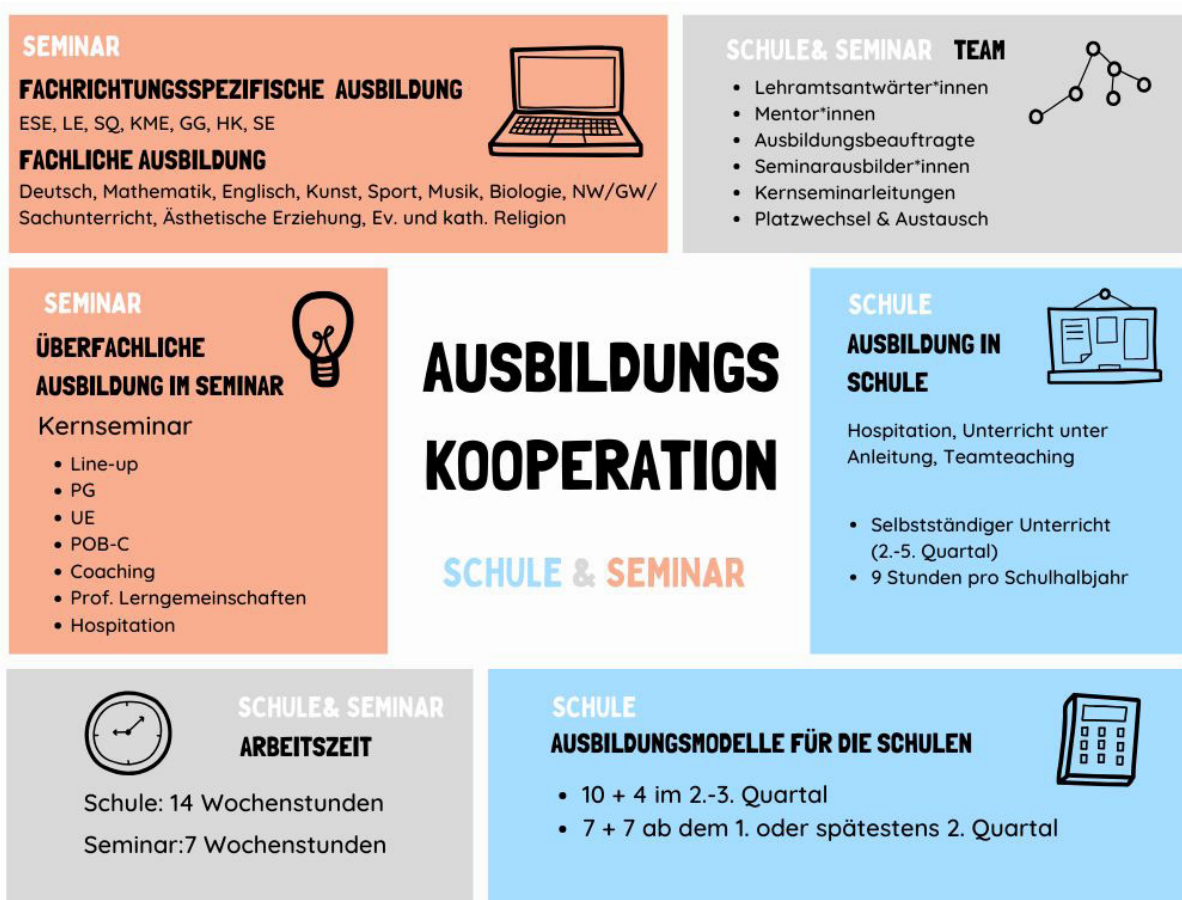 SEMINAR
FACHRICHTUNGSSPEZIFISCHE AUSBILDUNG
ESE, LE, SQ, KME, GG, HK, SE
FACHLICHE AUSBILDUNG
Deutsch, Mathematik, Englisch, Kunst, Sport, Musik, Biologie, NW/GW/
Sachunterricht, Ästhetische Erziehung, Ev. und kath. Religion
SCHULE& SEMINAR TEAM
• Lehramtsantwärter*innen
• Mentor*innen
• Ausbildungsbeauftragte
• Seminarausbilder*innen
• Kernseminarleitungen
• Platzwechsel & Austausch
SEMINAR
ÜBERFACHLICHE
AUSBILDUNG IM SEMINAR
Kernseminar
• Line-up
• PG
• UE
• POB-C
• Coaching
• Prof. Lerngemeinschaften
• Hospitation
AUSBILDUNGS
KOOPERATION
SCHULE & SEMINAR
SCHULE
AUSBILDUNG IN
SCHULE
Hospitation, Unterricht unter
Anleitung, Teamteaching
• Selbstständiger Unterricht
(2.-5. Quartal)
• 9 Stunden pro Schulhalbjahr
SCHULE& SEMINAR
ARBEITSZEIT
Schule: 14 Wochenstunden
Seminar:7 Wochenstunden
SCHULE
AUSBILDUNGSMODELLE FÜR DIE SCHULEN
• 10 + 4 im 2.-3. Quartal
• 7 + 7 ab dem 1. oder spätestens 2. Quartal